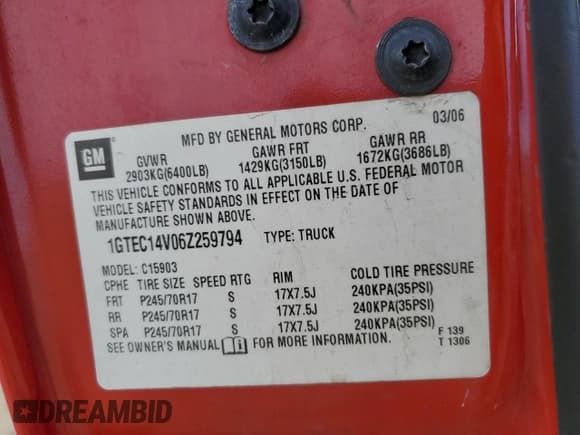 MFD BY GENERAL MOTORS CORP. 03/06
GM
GVWR GAWR FRT GAWR RR
2903KG(6400LB) 1429KG(3150LB) 1672KG(3686LB)
THIS VEHICLE CONFORMS TO ALL APPLICABLE U.S. FEDERAL MOTOR
VEHICLE SAFETY STANDARDS IN EFFECT ON THE DATE OF
MANUFACTURE SHOWN ABOVE.
1GTEC14V06Z259794 TYPE: TRUCK
MODEL: C15903
CPHE TIRE SIZE SPEED RTG RIM COLD TIRE PRESSURE
FRT P245/70R17 S 17X7.5J 240KPA(35PSI)
RR P245/70R17 S 17X7.5J 240KPA(35PSI)
SPA P245/70R17 S 17X7.5J 240KPA(35PSI)
SEE OWNER'S MANUAL FOR MORE INFORMATION. F 139
T 1306
DREAMBID